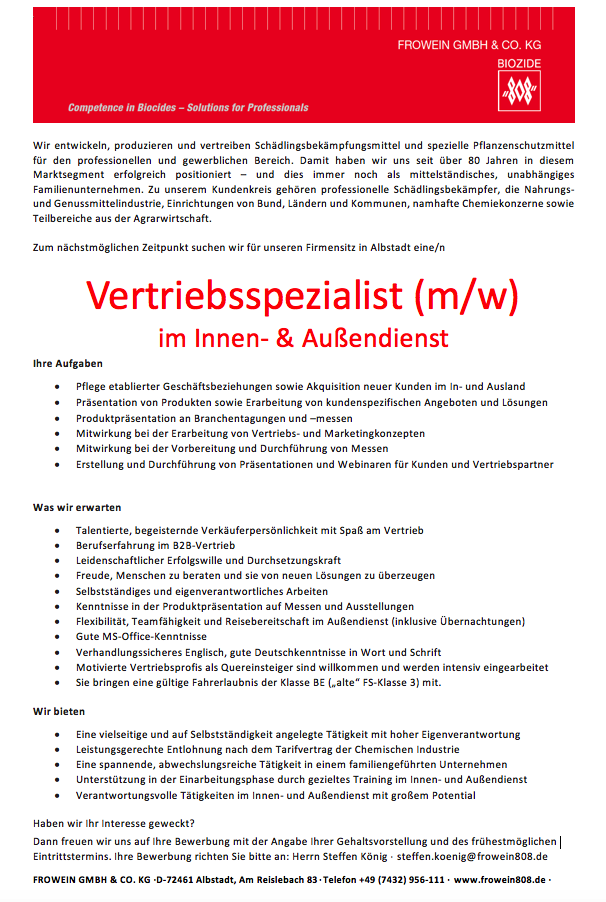 FROWEIN GMBH & CO. KG
BIOZIDE
"808"
Competence in Biocides – Solutions for Professionals
Wir entwickeln, produzieren und vertreiben Schädlingsbekämpfungsmittel und spezielle Pflanzenschutzmittel
für den professionellen und gewerblichen Bereich. Damit haben wir uns seit über 80 Jahren in diesem
Marktsegment erfolgreich positioniert – und dies immer noch als mittelständisches, unabhängiges
Familienunternehmen. Zu unserem Kundenkreis gehören professionelle Schädlingsbekämpfer, die Nahrungs-
und Genussmittelindustrie, Einrichtungen von Bund, Ländern und Kommunen, namhafte Chemiekonzerne sowie
Teilbereiche aus der Agrarwirtschaft.
Zum nächstmöglichen Zeitpunkt suchen wir für unseren Firmensitz in Albstadt eine/n
Vertriebsspezialist (m/w)
im Innen- & Außendienst
Ihre Aufgaben
• Pflege etablierter Geschäftsbeziehungen sowie Akquisition neuer Kunden im In- und Ausland
• Präsentation von Produkten sowie Erarbeitung von kundenspezifischen Angeboten und Lösungen
• Produktpräsentation an Branchentagungen und –messen
• Mitwirkung bei der Erarbeitung von Vertriebs- und Marketingkonzepten
• Mitwirkung bei der Vorbereitung und Durchführung von Messen
• Erstellung und Durchführung von Präsentationen und Webinaren für Kunden und Vertriebspartner
Was wir erwarten
• Talentierte, begeisternde Verkäuferpersönlichkeit mit Spaß am Vertrieb
• Berufserfahrung im B2B-Vertrieb
• Leidenschaftlicher Erfolgswille und Durchsetzungskraft
• Freude, Menschen zu beraten und sie von neuen Lösungen zu überzeugen
• Selbstständiges und eigenverantwortliches Arbeiten
• Kenntnisse in der Produktpräsentation auf Messen und Ausstellungen
• Flexibilität, Teamfähigkeit und Reisebereitschaft im Außendienst (inklusive Übernachtungen)
• Gute MS-Office-Kenntnisse
• Verhandlungssicheres Englisch, gute Deutschkenntnisse in Wort und Schrift
• Motivierte Vertriebsprofis als Quereinsteiger sind willkommen und werden intensiv eingearbeitet
• Sie bringen eine gültige Fahrerlaubnis der Klasse BE („alte“ FS-Klasse 3) mit.
Wir bieten
• Eine vielseitige und auf Selbstständigkeit angelegte Tätigkeit mit hoher Eigenverantwortung
• Leistungsgerechte Entlohnung nach dem Tarifvertrag der Chemischen Industrie
• Eine spannende, abwechslungsreiche Tätigkeit in einem familiengeführten Unternehmen
• Unterstützung in der Einarbeitungsphase durch gezieltes Training im Innen- und Außendienst
• Verantwortungsvolle Tätigkeiten im Innen- und Außendienst mit großem Potential
Haben wir Ihr Interesse geweckt?
Dann freuen wir uns auf Ihre Bewerbung mit der Angabe Ihrer Gehaltsvorstellung und des frühestmöglichen
Eintrittstermins. Ihre Bewerbung richten Sie bitte an: Herrn Steffen König · steffen.koenig@frowein808.de
FROWEIN GMBH & CO. KG ·D-72461 Albstadt, Am Reislebach 83·Telefon +49 (7432) 956-111 · www.frowein808.de ·